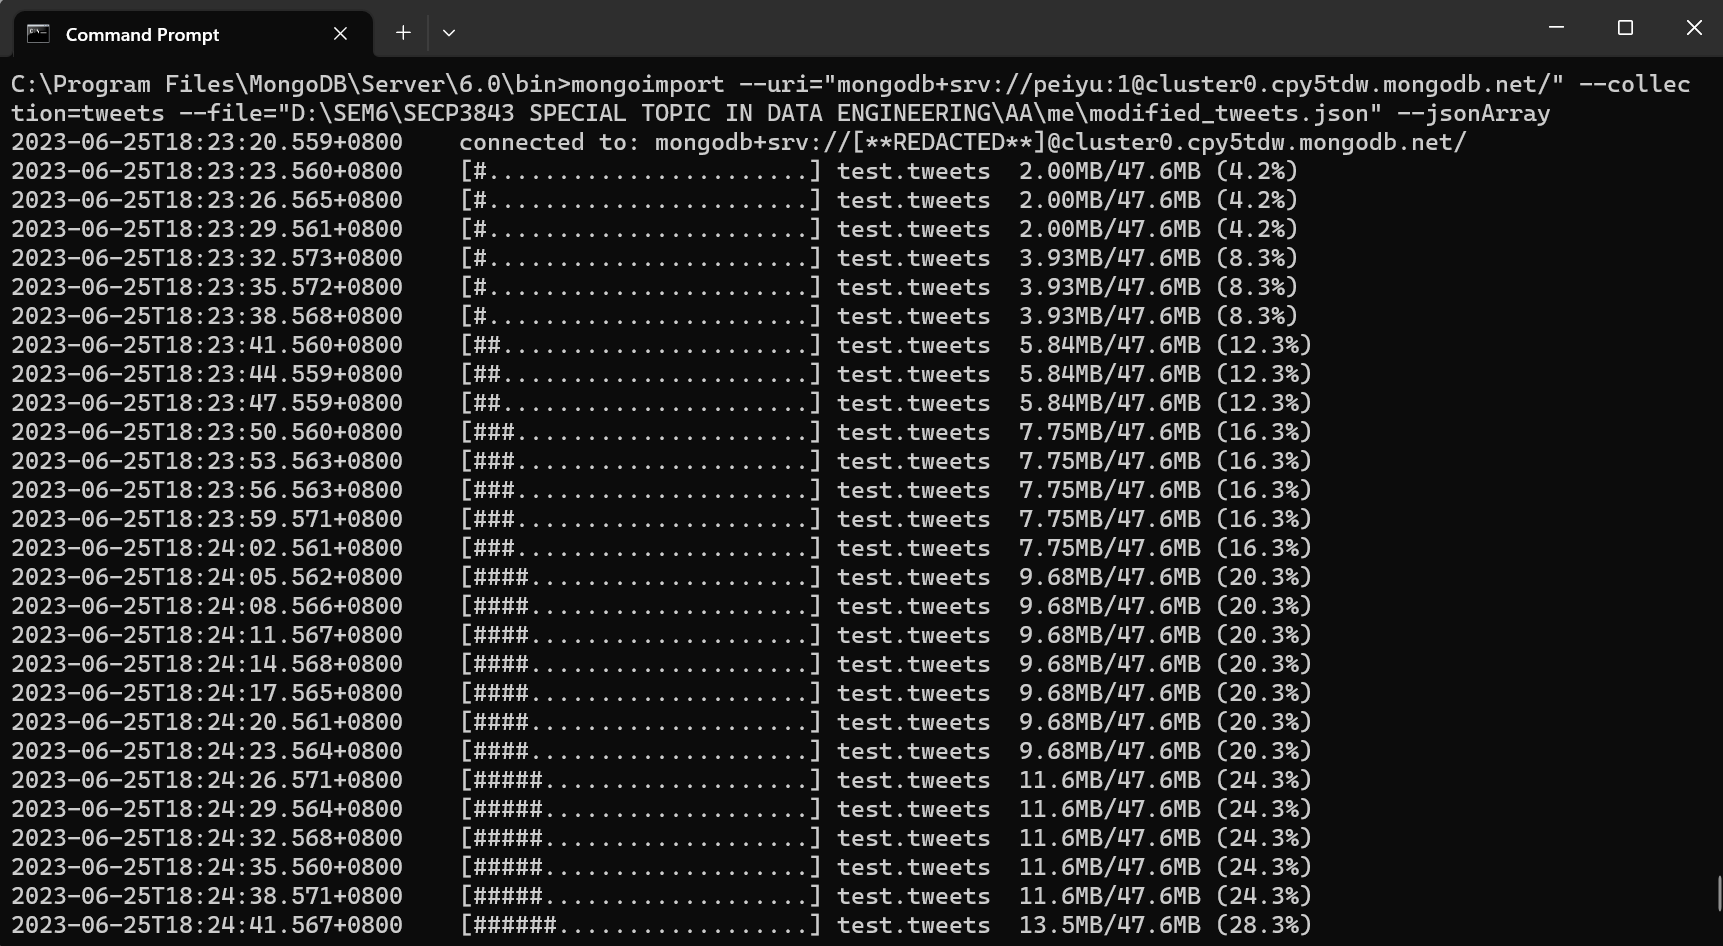 Command Prompt
C:\Program Files\MongoDB\Server\6.0\bin>mongoimport --uri="mongodb+srv://peiyu:1@cluster0.cpy5tdw.mongodb.net/" --collec
tion=tweets --file="D:\SEM6\SECP3843 SPECIAL TOPIC IN DATA ENGINEERING\AA\me\modified_tweets.json" --jsonArray
2023-06-25T18:23:20.559+0800    connected to: mongodb+srv://[**REDACTED**]@cluster0.cpy5tdw.mongodb.net/
2023-06-25T18:23:23.560+0800    [#.......................] test.tweets  2.00MB/47.6MB (4.2%)
2023-06-25T18:23:26.565+0800    [#.......................] test.tweets  2.00MB/47.6MB (4.2%)
2023-06-25T18:23:29.561+0800    [#.......................] test.tweets  2.00MB/47.6MB (4.2%)
2023-06-25T18:23:32.573+0800    [#.......................] test.tweets  3.93MB/47.6MB (8.3%)
2023-06-25T18:23:35.572+0800    [#.......................] test.tweets  3.93MB/47.6MB (8.3%)
2023-06-25T18:23:38.568+0800    [#.......................] test.tweets  3.93MB/47.6MB (8.3%)
2023-06-25T18:23:41.560+0800    [##......................] test.tweets  5.84MB/47.6MB (12.3%)
2023-06-25T18:23:44.559+0800    [##......................] test.tweets  5.84MB/47.6MB (12.3%)
2023-06-25T18:23:47.559+0800    [##......................] test.tweets  5.84MB/47.6MB (12.3%)
2023-06-25T18:23:50.560+0800    [###.....................] test.tweets  7.75MB/47.6MB (16.3%)
2023-06-25T18:23:53.563+0800    [###.....................] test.tweets  7.75MB/47.6MB (16.3%)
2023-06-25T18:23:56.563+0800    [###.....................] test.tweets  7.75MB/47.6MB (16.3%)
2023-06-25T18:23:59.571+0800    [###.....................] test.tweets  7.75MB/47.6MB (16.3%)
2023-06-25T18:24:02.561+0800    [###.....................] test.tweets  7.75MB/47.6MB (16.3%)
2023-06-25T18:24:05.562+0800    [####....................] test.tweets  9.68MB/47.6MB (20.3%)
2023-06-25T18:24:08.566+0800    [####....................] test.tweets  9.68MB/47.6MB (20.3%)
2023-06-25T18:24:11.567+0800    [####....................] test.tweets  9.68MB/47.6MB (20.3%)
2023-06-25T18:24:14.568+0800    [####....................] test.tweets  9.68MB/47.6MB (20.3%)
2023-06-25T18:24:17.565+0800    [####....................] test.tweets  9.68MB/47.6MB (20.3%)
2023-06-25T18:24:20.561+0800    [####....................] test.tweets  9.68MB/47.6MB (20.3%)
2023-06-25T18:24:23.564+0800    [####....................] test.tweets  9.68MB/47.6MB (20.3%)
2023-06-25T18:24:26.571+0800    [#####...................] test.tweets  11.6MB/47.6MB (24.3%)
2023-06-25T18:24:29.564+0800    [#####...................] test.tweets  11.6MB/47.6MB (24.3%)
2023-06-25T18:24:32.568+0800    [#####...................] test.tweets  11.6MB/47.6MB (24.3%)
2023-06-25T18:24:35.560+0800    [#####...................] test.tweets  11.6MB/47.6MB (24.3%)
2023-06-25T18:24:38.571+0800    [#####...................] test.tweets  11.6MB/47.6MB (24.3%)
2023-06-25T18:24:41.567+0800    [######..................] test.tweets  13.5MB/47.6MB (28.3%)